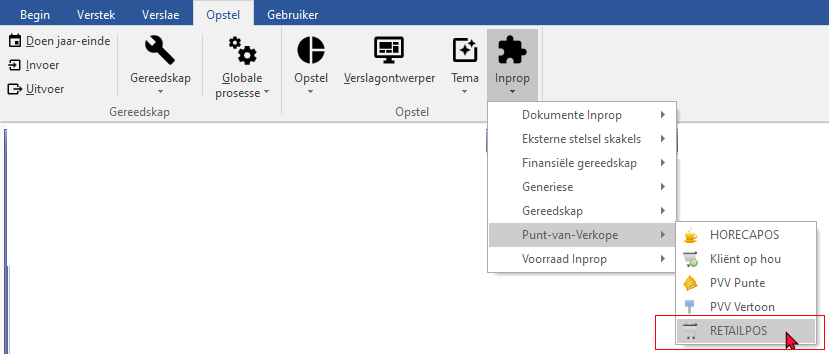 Begin Verstek Verslae Opstel Gebruiker
Doen jaar-einde
Invoer
Uitvoer
Gereedskap
Globale
prosesse
Gereedskap
Opstel
Verslagontwerper
Tema
Inprop
Opstel
Dokumente Inprop
Eksterne stelsel skakels
Finansiële gereedskap
Generiese
Gereedskap
Punt-van-Verkope
Voorraad Inprop
HORECAPOS
Kliënt op hou
PVV Punte
PVV Vertoon
RETAILPOS